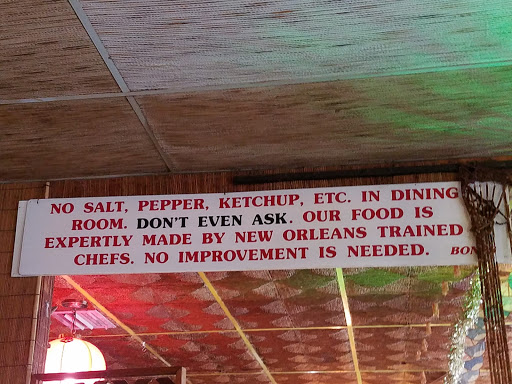 NO SALT, PEPPER, KETCHUP, ETC. IN DINING
ROOM. DON'T EVEN ASK. OUR FOOD IS
EXPERTLY MADE BY NEW ORLEANS TRAINED
CHEFS. NO IMPROVEMENT IS NEEDED.